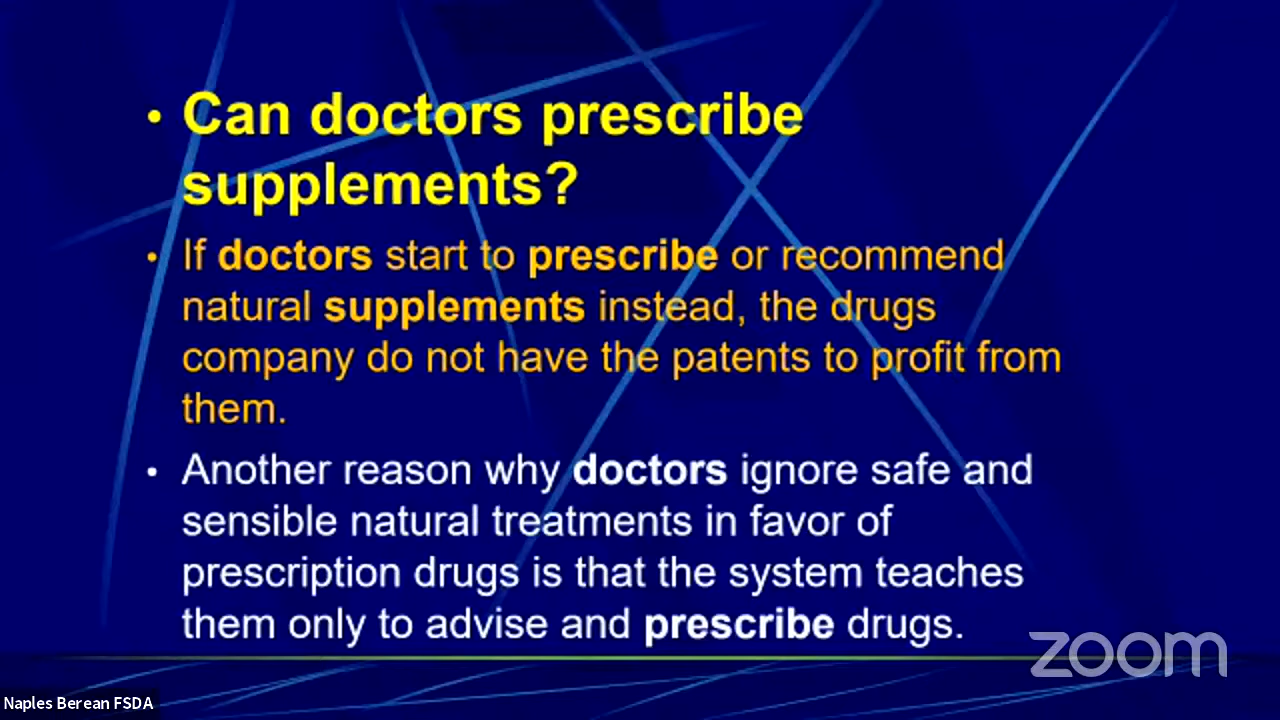 • Can doctors prescribe
supplements?
• If doctors start to prescribe or recommend
natural supplements instead, the drugs
company do not have the patents to profit from
them.
• Another reason why doctors ignore safe and
sensible natural treatments in favor of
prescription drugs is that the system teaches
them only to advise and prescribe drugs.
zoom
Naples Berean FSDA